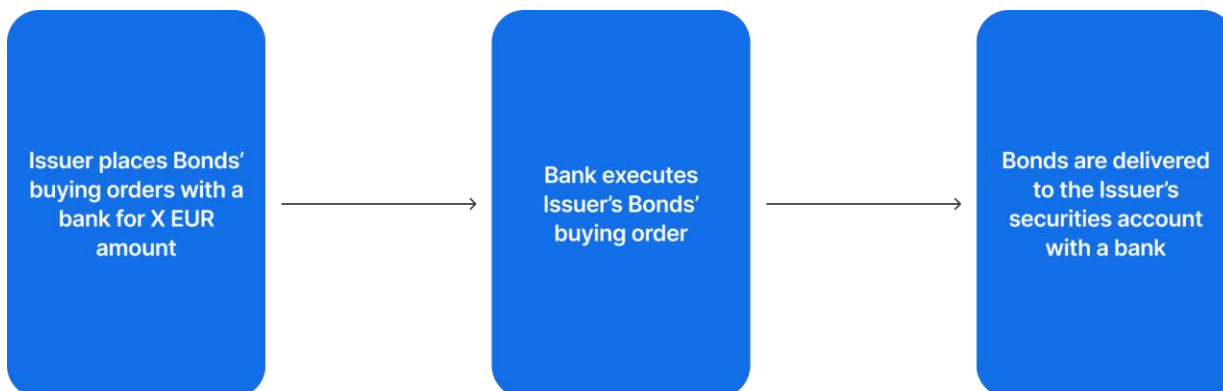 Issuer places Bonds’
buying orders with a
bank for X EUR
amount
Bank executes
Issuer’s Bonds’
buying order
Bonds are delivered
to the Issuer’s
securities account
with a bank